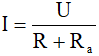 I = U / (R + Rₐ)